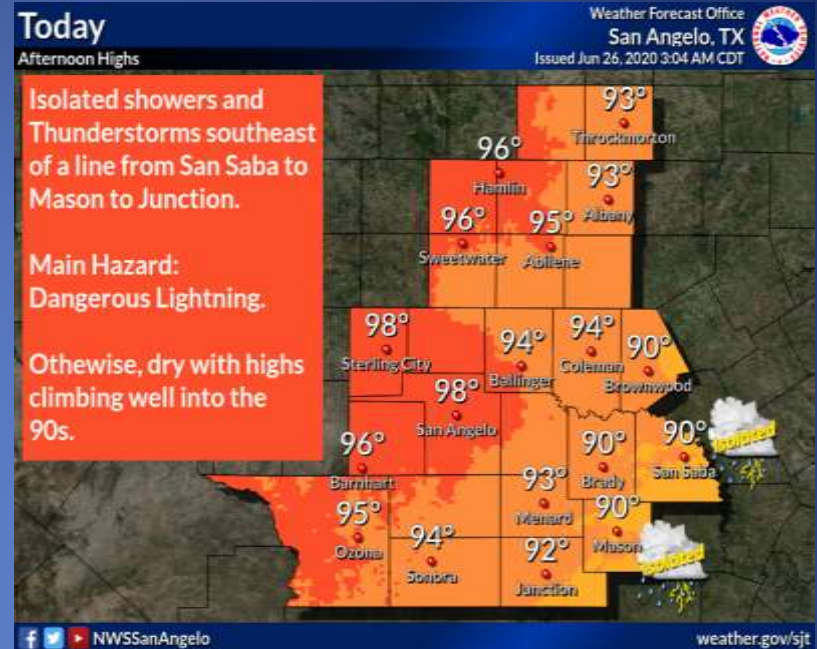 Today
Afternoon Highs
Weather Forecast Office
San Angelo, TX
Issued Jun 26, 2020 3:04 AM CDT
Isolated showers and
Thunderstorms southeast
of a line from San Saba to
Mason to Junction.
Main Hazard:
Dangerous Lightning.
Othewise, dry with highs
climbing well into the
90s.
93°
Throckmorton
96°
Hamlin
93°
Albany
96°
Sweetwater
95°
Abilene
98°
Sterling City
94°
Ballinger
94°
Coleman
90°
Brownwood
98°
San Angelo
96°
Barnhart
90°
Brady
90°
San Saba
Isolated
93°
Menard
90°
Mason
Isolated
95°
Ozona
94°
Sonora
92°
Junction
NWSSanAngelo
weather.gov/sjt